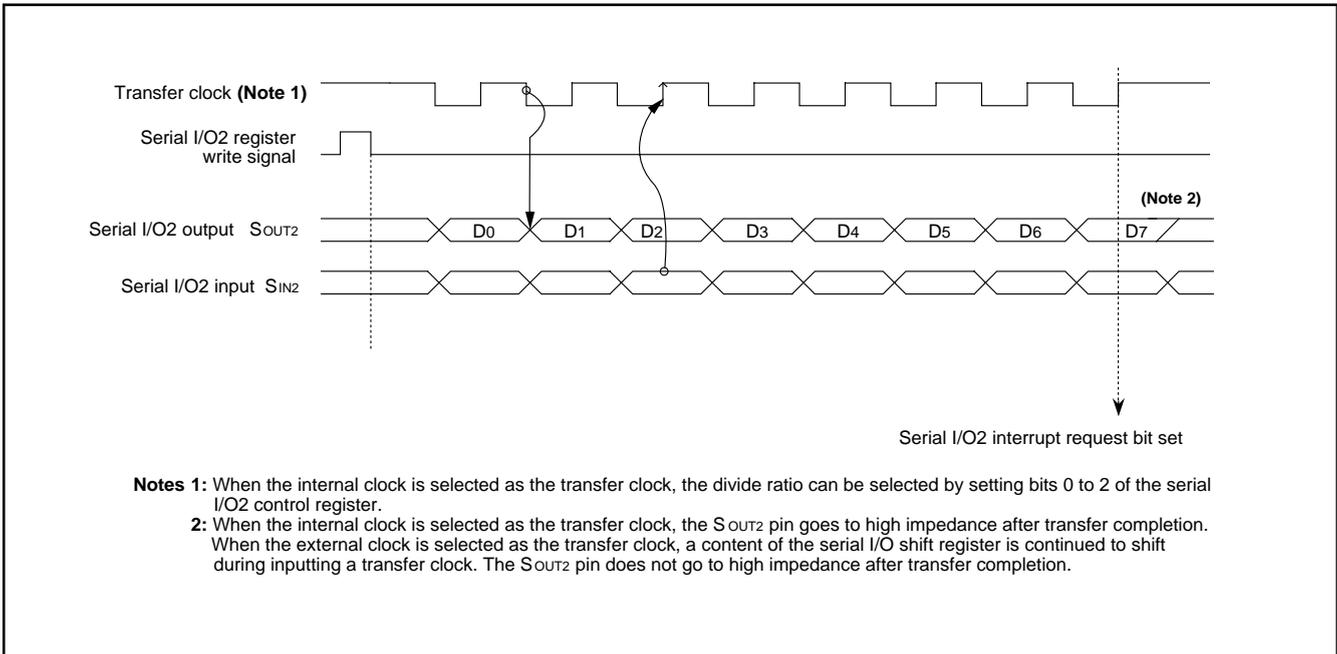 Transfer clock (Note 1)
Serial I/O2 register
write signal
(Note 2)
Serial I/O2 output SOUT2
D0 D1 D2 D3 D4 D5 D6 D7
Serial I/O2 input SIN2
Serial I/O2 interrupt request bit set
Notes 1: When the internal clock is selected as the transfer clock, the divide ratio can be selected by setting bits 0 to 2 of the serial
I/O2 control register.
2: When the internal clock is selected as the transfer clock, the SOUT2 pin goes to high impedance after transfer completion.
When the external clock is selected as the transfer clock, a content of the serial I/O shift register is continued to shift
during inputting a transfer clock. The SOUT2 pin does not go to high impedance after transfer completion.